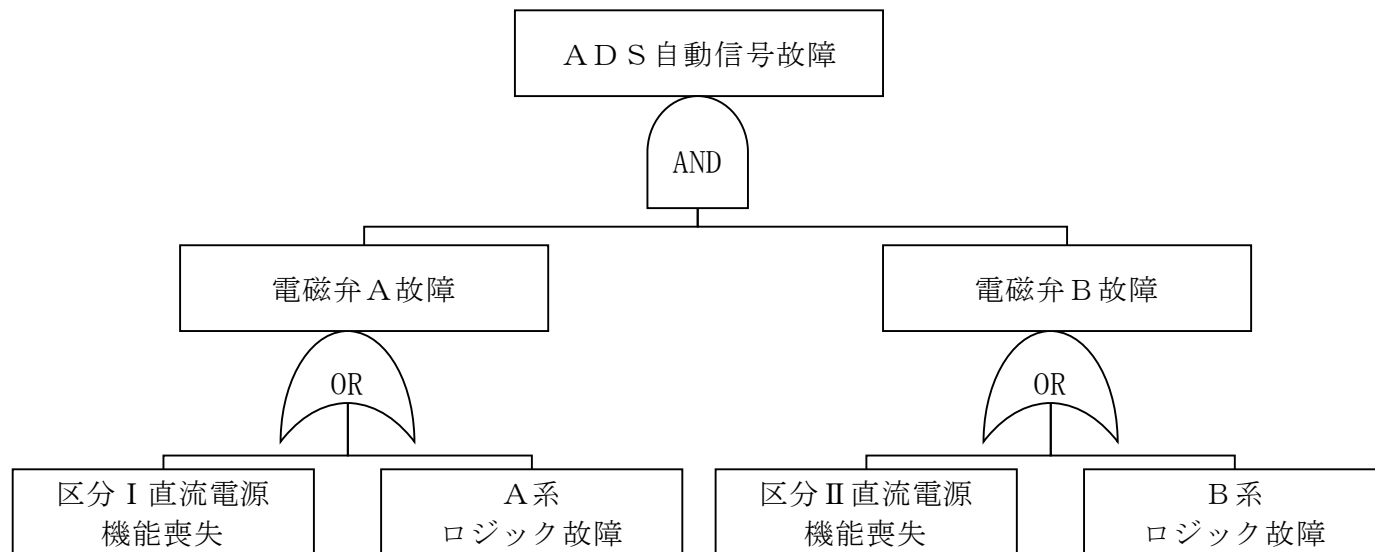 ＡＤＳ自動信号故障
AND
電磁弁Ａ故障
電磁弁Ｂ故障
OR
OR
区分Ⅰ直流電源
機能喪失
Ａ系
ロジック故障
区分Ⅱ直流電源
機能喪失
Ｂ系
ロジック故障